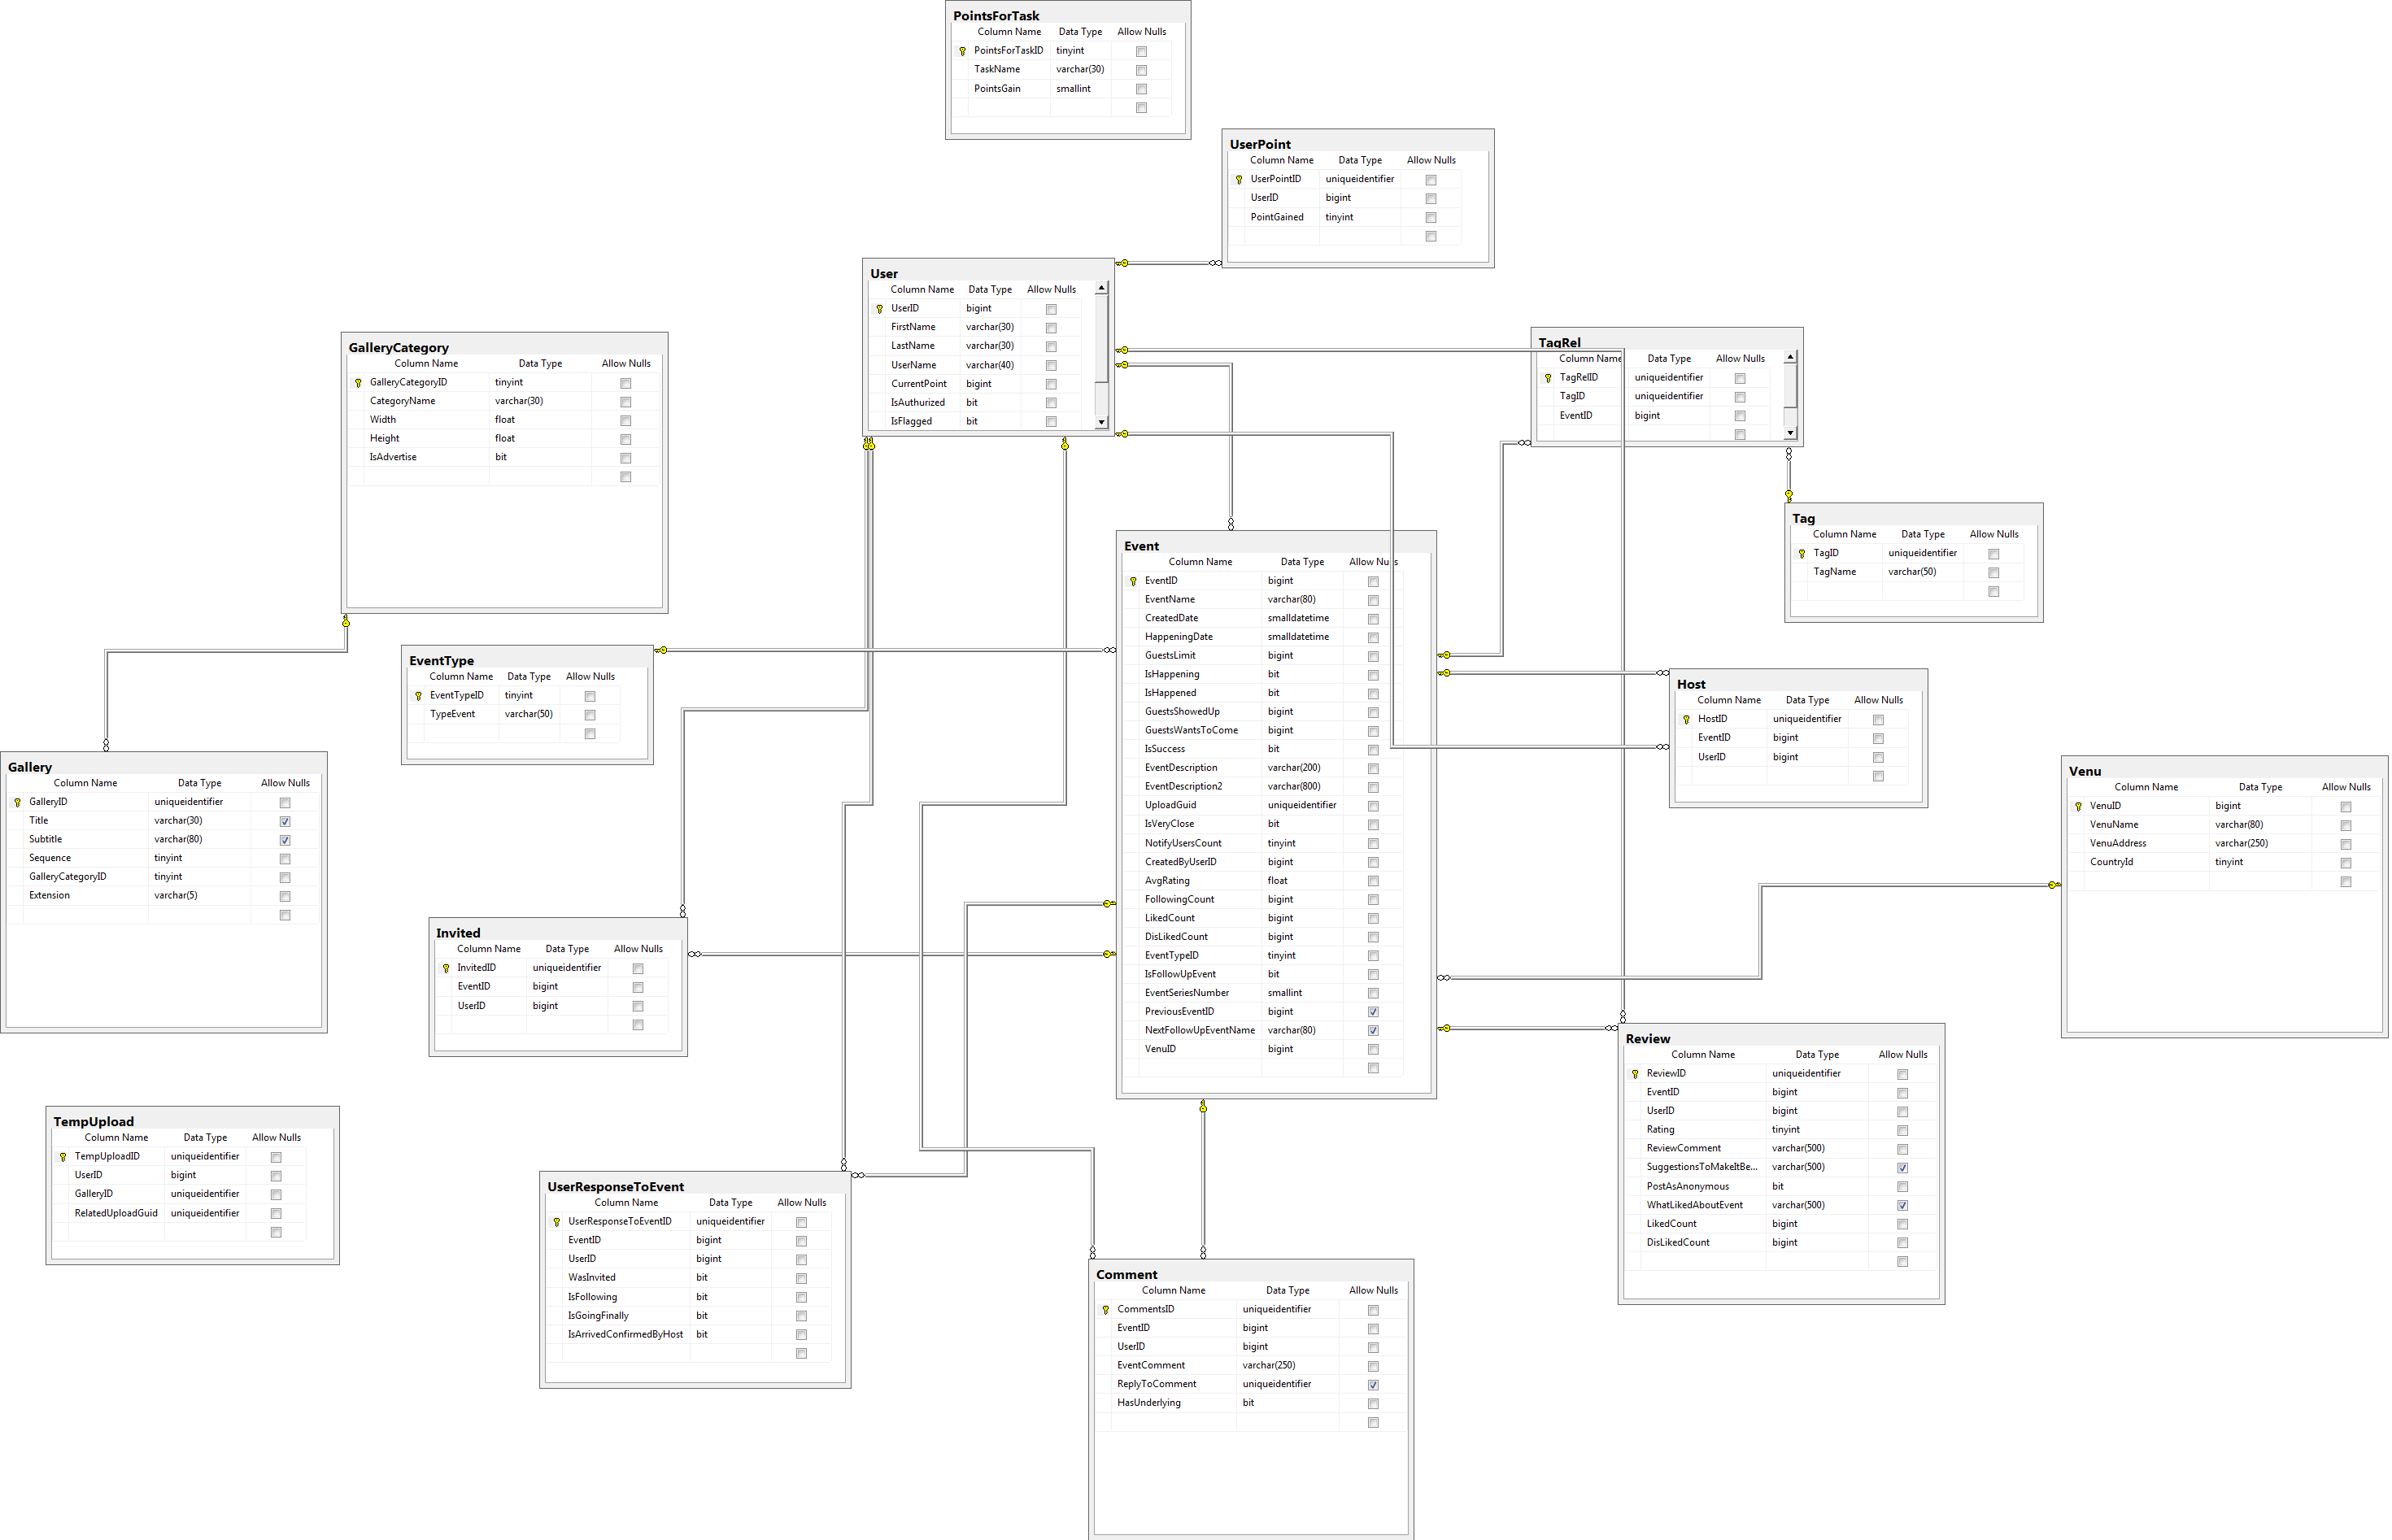 PointsForTask
Column Name Data Type Allow Nulls
PointsForTaskID tinyint
TaskName varchar(30)
PointsGain smallint
UserPoint
Column Name Data Type Allow Nulls
UserPointID uniqueidentifier
UserID bigint
PointGained tinyint
User
Column Name Data Type Allow Nulls
UserID bigint
FirstName varchar(30)
LastName varchar(30)
UserName varchar(40)
CurrentPoint bigint
IsAuthurized bit
IsFlagged bit
GalleryCategory
Column Name Data Type Allow Nulls
GalleryCategoryID tinyint
CategoryName varchar(30)
Width float
Height float
IsAdvertise bit
TagRel
Column Name Data Type Allow Nulls
TagRelID uniqueidentifier
TagID uniqueidentifier
EventID bigint
Tag
Column Name Data Type Allow Nulls
TagID uniqueidentifier
TagName varchar(50)
Event
Column Name Data Type Allow Nulls
EventID bigint
EventName varchar(80)
CreatedDate smalldatetime
HappeningDate smalldatetime
GuestsLimit bigint
IsHappening bit
IsHappened bit
GuestsShowedUp bigint
GuestsWantsToCome bigint
IsSuccess bit
EventDescription varchar(200)
EventDescription2 varchar(800)
UploadGuid uniqueidentifier
IsVeryClose bit
NotifyUsersCount tinyint
CreatedByUserID bigint
AvgRating float
FollowingCount bigint
LikedCount bigint
DisLikedCount bigint
EventTypeID tinyint
IsFollowUpEvent bit
EventSeriesNumber smallint
PreviousEventID bigint
NextFollowUpEventName varchar(80)
VenuID bigint
EventType
Column Name Data Type Allow Nulls
EventTypeID tinyint
TypeEvent varchar(50)
Host
Column Name Data Type Allow Nulls
HostID uniqueidentifier
EventID bigint
UserID bigint
Gallery
Column Name Data Type Allow Nulls
GalleryID uniqueidentifier
Title varchar(30)
Subtitle varchar(80)
Sequence tinyint
GalleryCategoryID tinyint
Extension varchar(5)
Venu
Column Name Data Type Allow Nulls
VenuID bigint
VenuName varchar(80)
VenuAddress varchar(250)
CountryId tinyint
Invited
Column Name Data Type Allow Nulls
InvitedID uniqueidentifier
EventID bigint
UserID bigint
Review
Column Name Data Type Allow Nulls
ReviewID uniqueidentifier
EventID bigint
UserID bigint
Rating tinyint
ReviewComment varchar(500)
SuggestionsToMakeItBe... varchar(500)
PostAsAnonymous bit
WhatLikedAboutEvent varchar(500)
LikedCount bigint
DisLikedCount bigint
TempUpload
Column Name Data Type Allow Nulls
TempUploadID uniqueidentifier
UserID bigint
GalleryID uniqueidentifier
RelatedUploadGuid uniqueidentifier
UserResponseToEvent
Column Name Data Type Allow Nulls
UserResponseToEventID uniqueidentifier
EventID bigint
UserID bigint
WasInvited bit
IsFollowing bit
IsGoingFinally bit
IsArrivedConfirmedByHost bit
Comment
Column Name Data Type Allow Nulls
CommentsID uniqueidentifier
EventID bigint
UserID bigint
EventComment varchar(250)
ReplyToComment uniqueidentifier
HasUnderlying bit